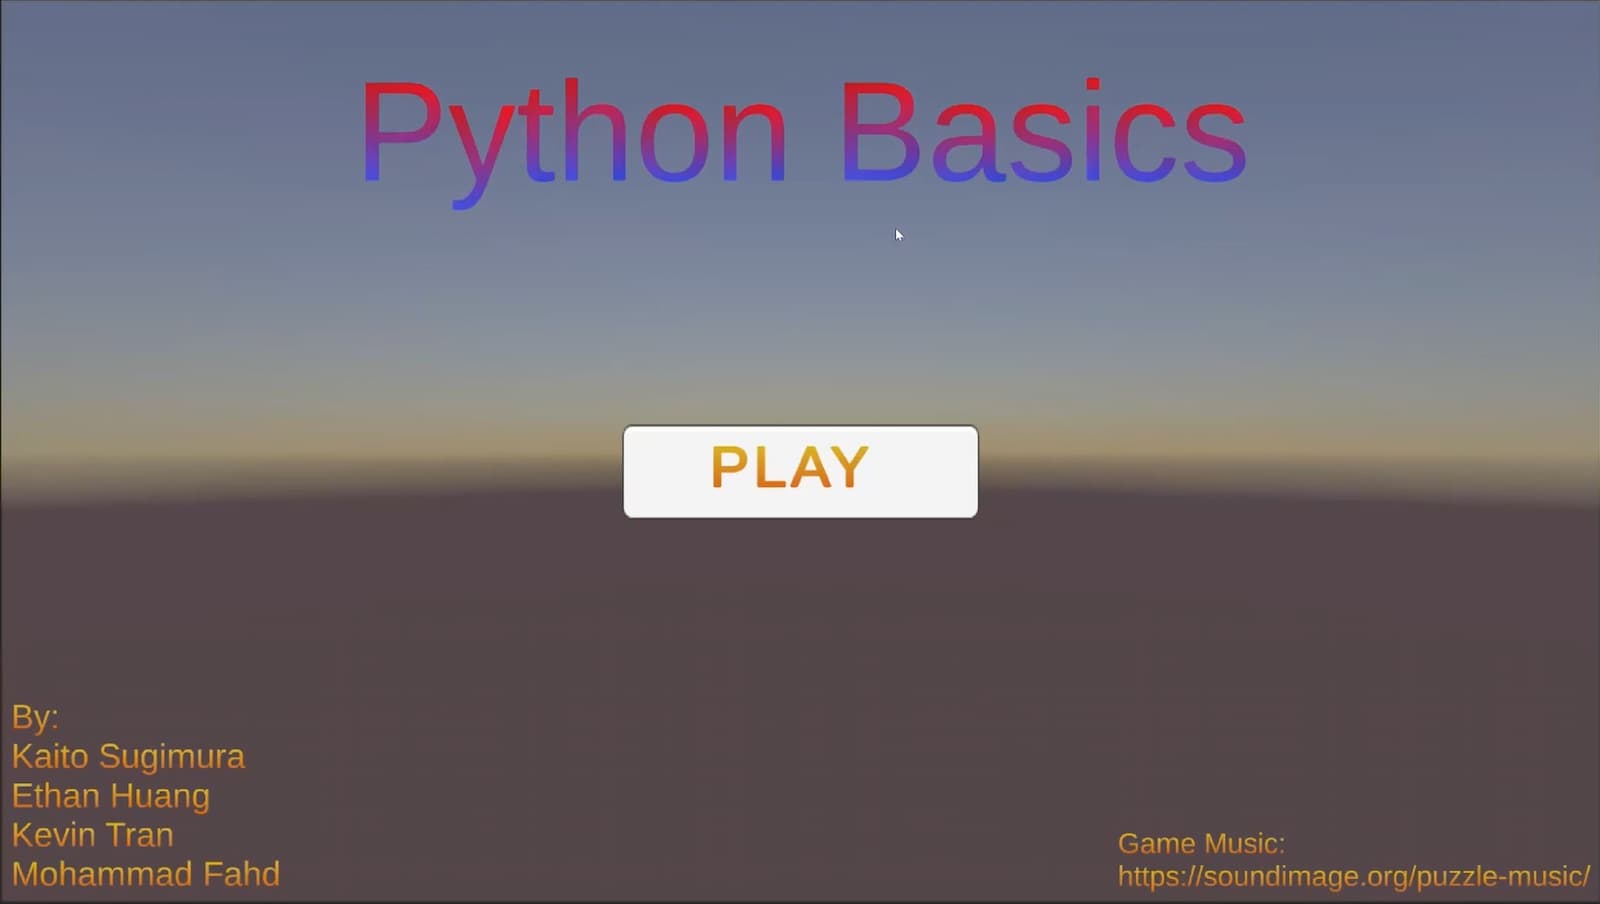 Python Basics
PLAY
By:
Kaito Sugimura
Ethan Huang
Kevin Tran
Mohammad Fahd
Game Music:
https://soundimage.org/puzzle-music/